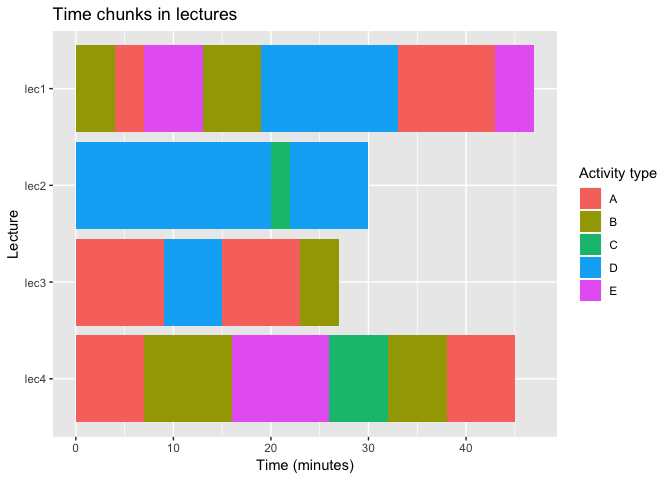 Time chunks in lectures
Lecture
lec1
lec2
lec3
lec4
0 10 20 30 40
Time (minutes)
Activity type
A
B
C
D
E